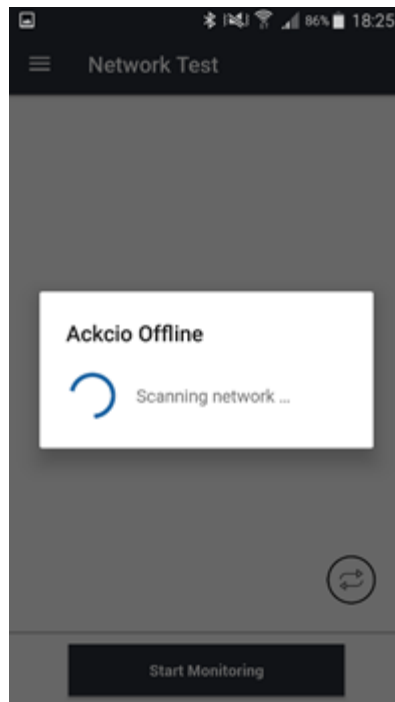 86% 18:25
Network Test
Ackcio Offline
Scanning network ...
Start Monitoring